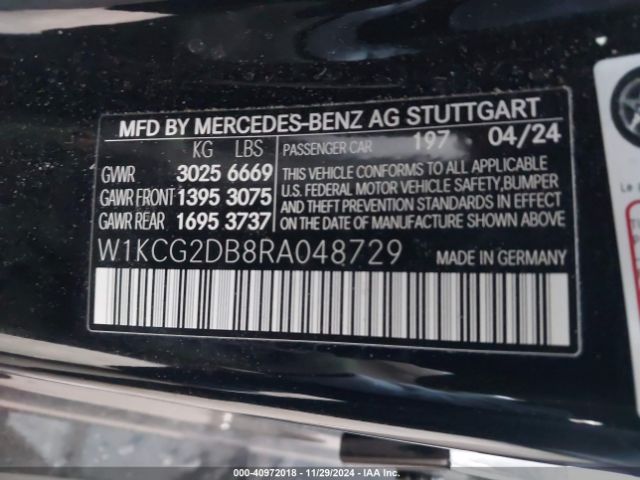 MFD BY MERCEDES-BENZ AG STUTTGART
KG LBS
PASSENGER CAR 197 04/24
GVWR 3025 6669
GAWR FRONT 1395 3075
GAWR REAR 1695 3737
THIS VEHICLE CONFORMS TO ALL APPLICABLE
U.S. FEDERAL MOTOR VEHICLE SAFETY,BUMPER
AND THEFT PREVENTION STANDARDS IN EFFECT
ON THE DATE OF MANUFACTURE SHOWN ABOVE
W1KCG2DB8RA048729
MADE IN GERMANY
Le
000-40972018 - 11/29/2024 - IAA Inc.